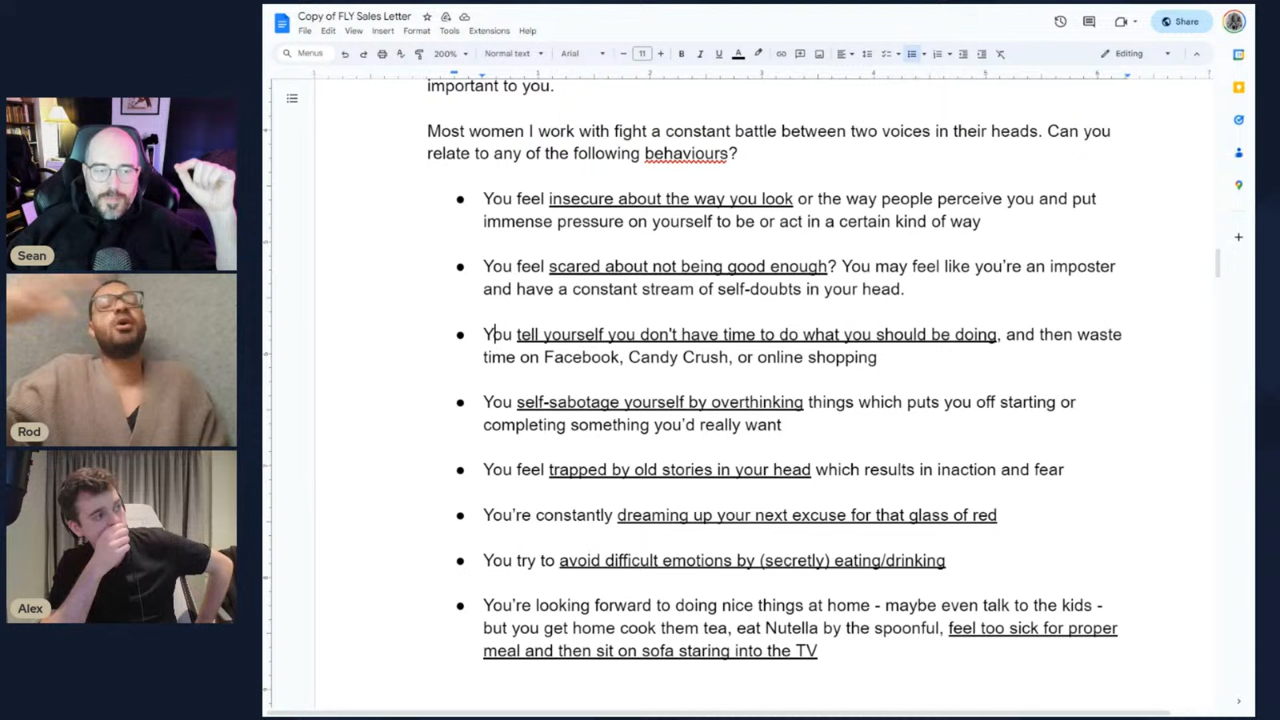 Copy of FLY Sales Letter
File Edit View Insert Format Tools Extensions Help
Share
Menus
200%
Normal text
Arial
11
B I U A
Editing
1 1 2 3 4 5 6 7
important to you.
Most women I work with fight a constant battle between two voices in their heads. Can you
relate to any of the following behaviours?
● You feel insecure about the way you look or the way people perceive you and put
immense pressure on yourself to be or act in a certain kind of way
● You feel scared about not being good enough? You may feel like you're an imposter
and have a constant stream of self-doubts in your head.
● You tell yourself you don't have time to do what you should be doing, and then waste
time on Facebook, Candy Crush, or online shopping
● You self-sabotage yourself by overthinking things which puts you off starting or
completing something you'd really want
● You feel trapped by old stories in your head which results in inaction and fear
● You're constantly dreaming up your next excuse for that glass of red
● You try to avoid difficult emotions by (secretly) eating/drinking
● You're looking forward to doing nice things at home - maybe even talk to the kids -
but you get home cook them tea, eat Nutella by the spoonful, feel too sick for proper
meal and then sit on sofa staring into the TV
Sean
Rod
Alex